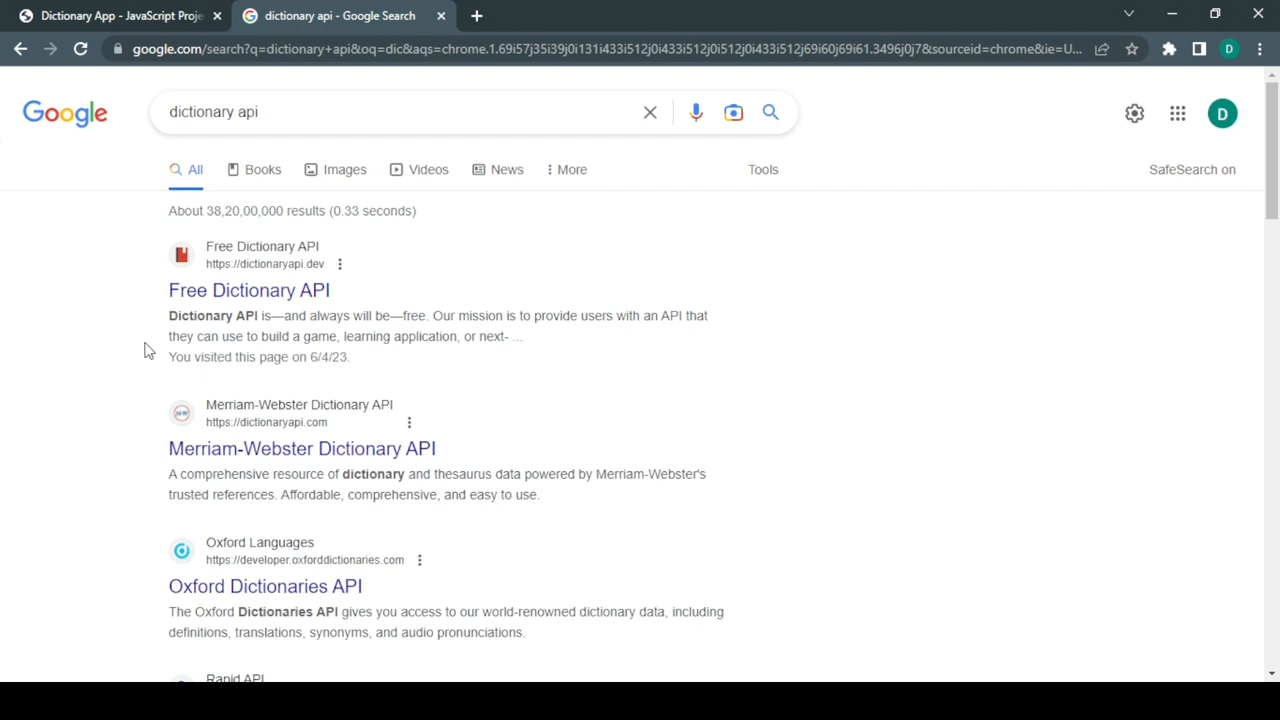 Dictionary App - JavaScript Proje
dictionary api - Google Search
google.com/search?q=dictionary+api&oq=dic&aqs=chrome.1.69i57j35i39j0i131i433i512j0i433i512j0i512j0i433i512j69i60j69i61.3496j0j7&sourceid=chrome&ie=U...
D
Google
dictionary api
D
All
Books
Images
Videos
News
More
Tools
SafeSearch on
About 38,20,00,000 results (0.33 seconds)
Free Dictionary API
https://dictionaryapi.dev
Free Dictionary API
Dictionary API is—and always will be—free. Our mission is to provide users with an API that
they can use to build a game, learning application, or next- ...
You visited this page on 6/4/23.
MW
Merriam-Webster Dictionary API
https://dictionaryapi.com
Merriam-Webster Dictionary API
A comprehensive resource of dictionary and thesaurus data powered by Merriam-Webster's
trusted references. Affordable, comprehensive, and easy to use.
Oxford Languages
https://developer.oxforddictionaries.com
Oxford Dictionaries API
The Oxford Dictionaries API gives you access to our world-renowned dictionary data, including
definitions, translations, synonyms, and audio pronunciations.
Rapid API